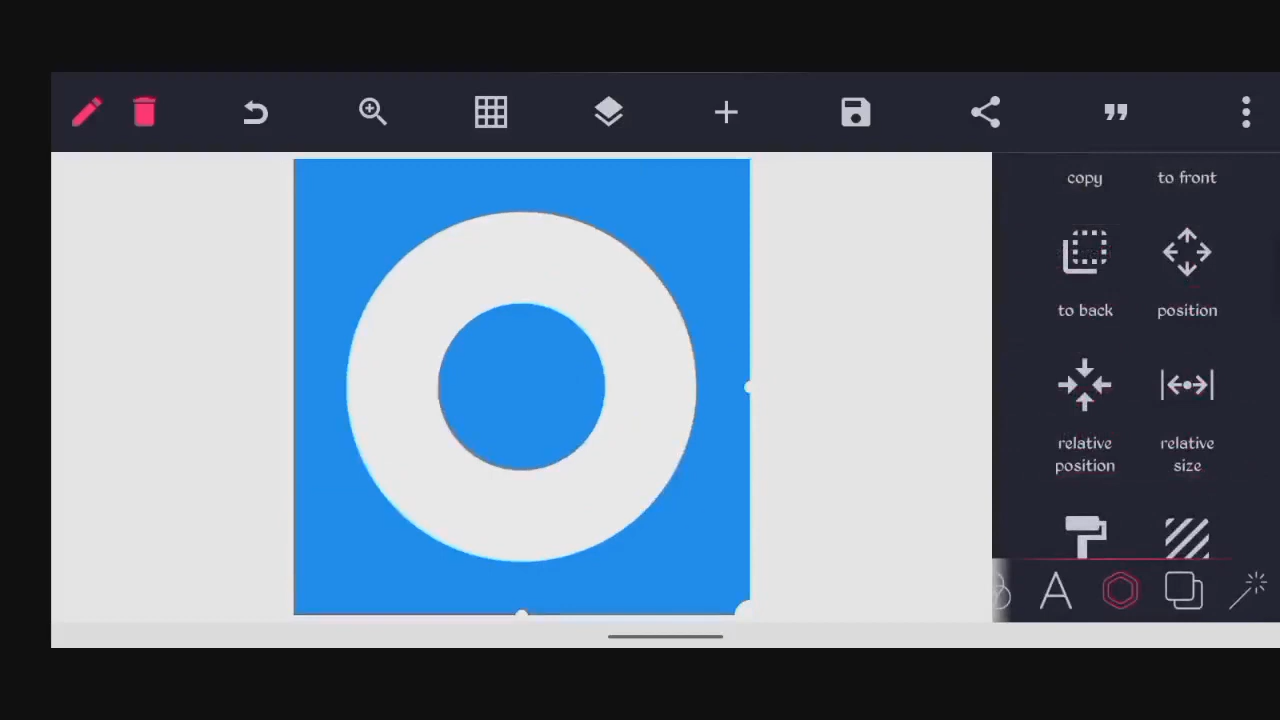 copy
to front
to back
position
relative
position
relative
size